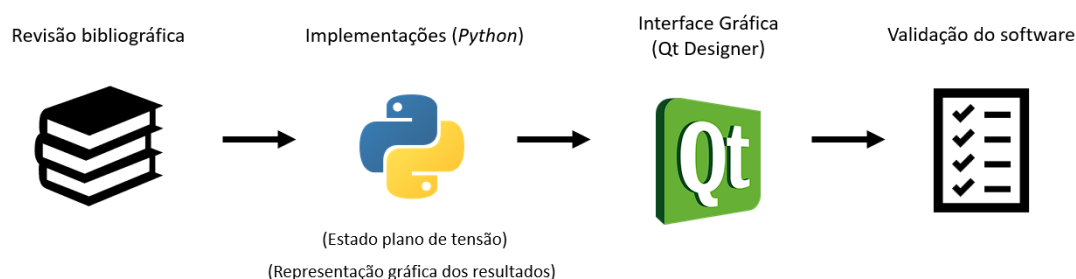 Revisão bibliográfica
Implementações (Python)
Interface Gráfica
(Qt Designer)
Validação do software
Qt
(Estado plano de tensão)
(Representação gráfica dos resultados)